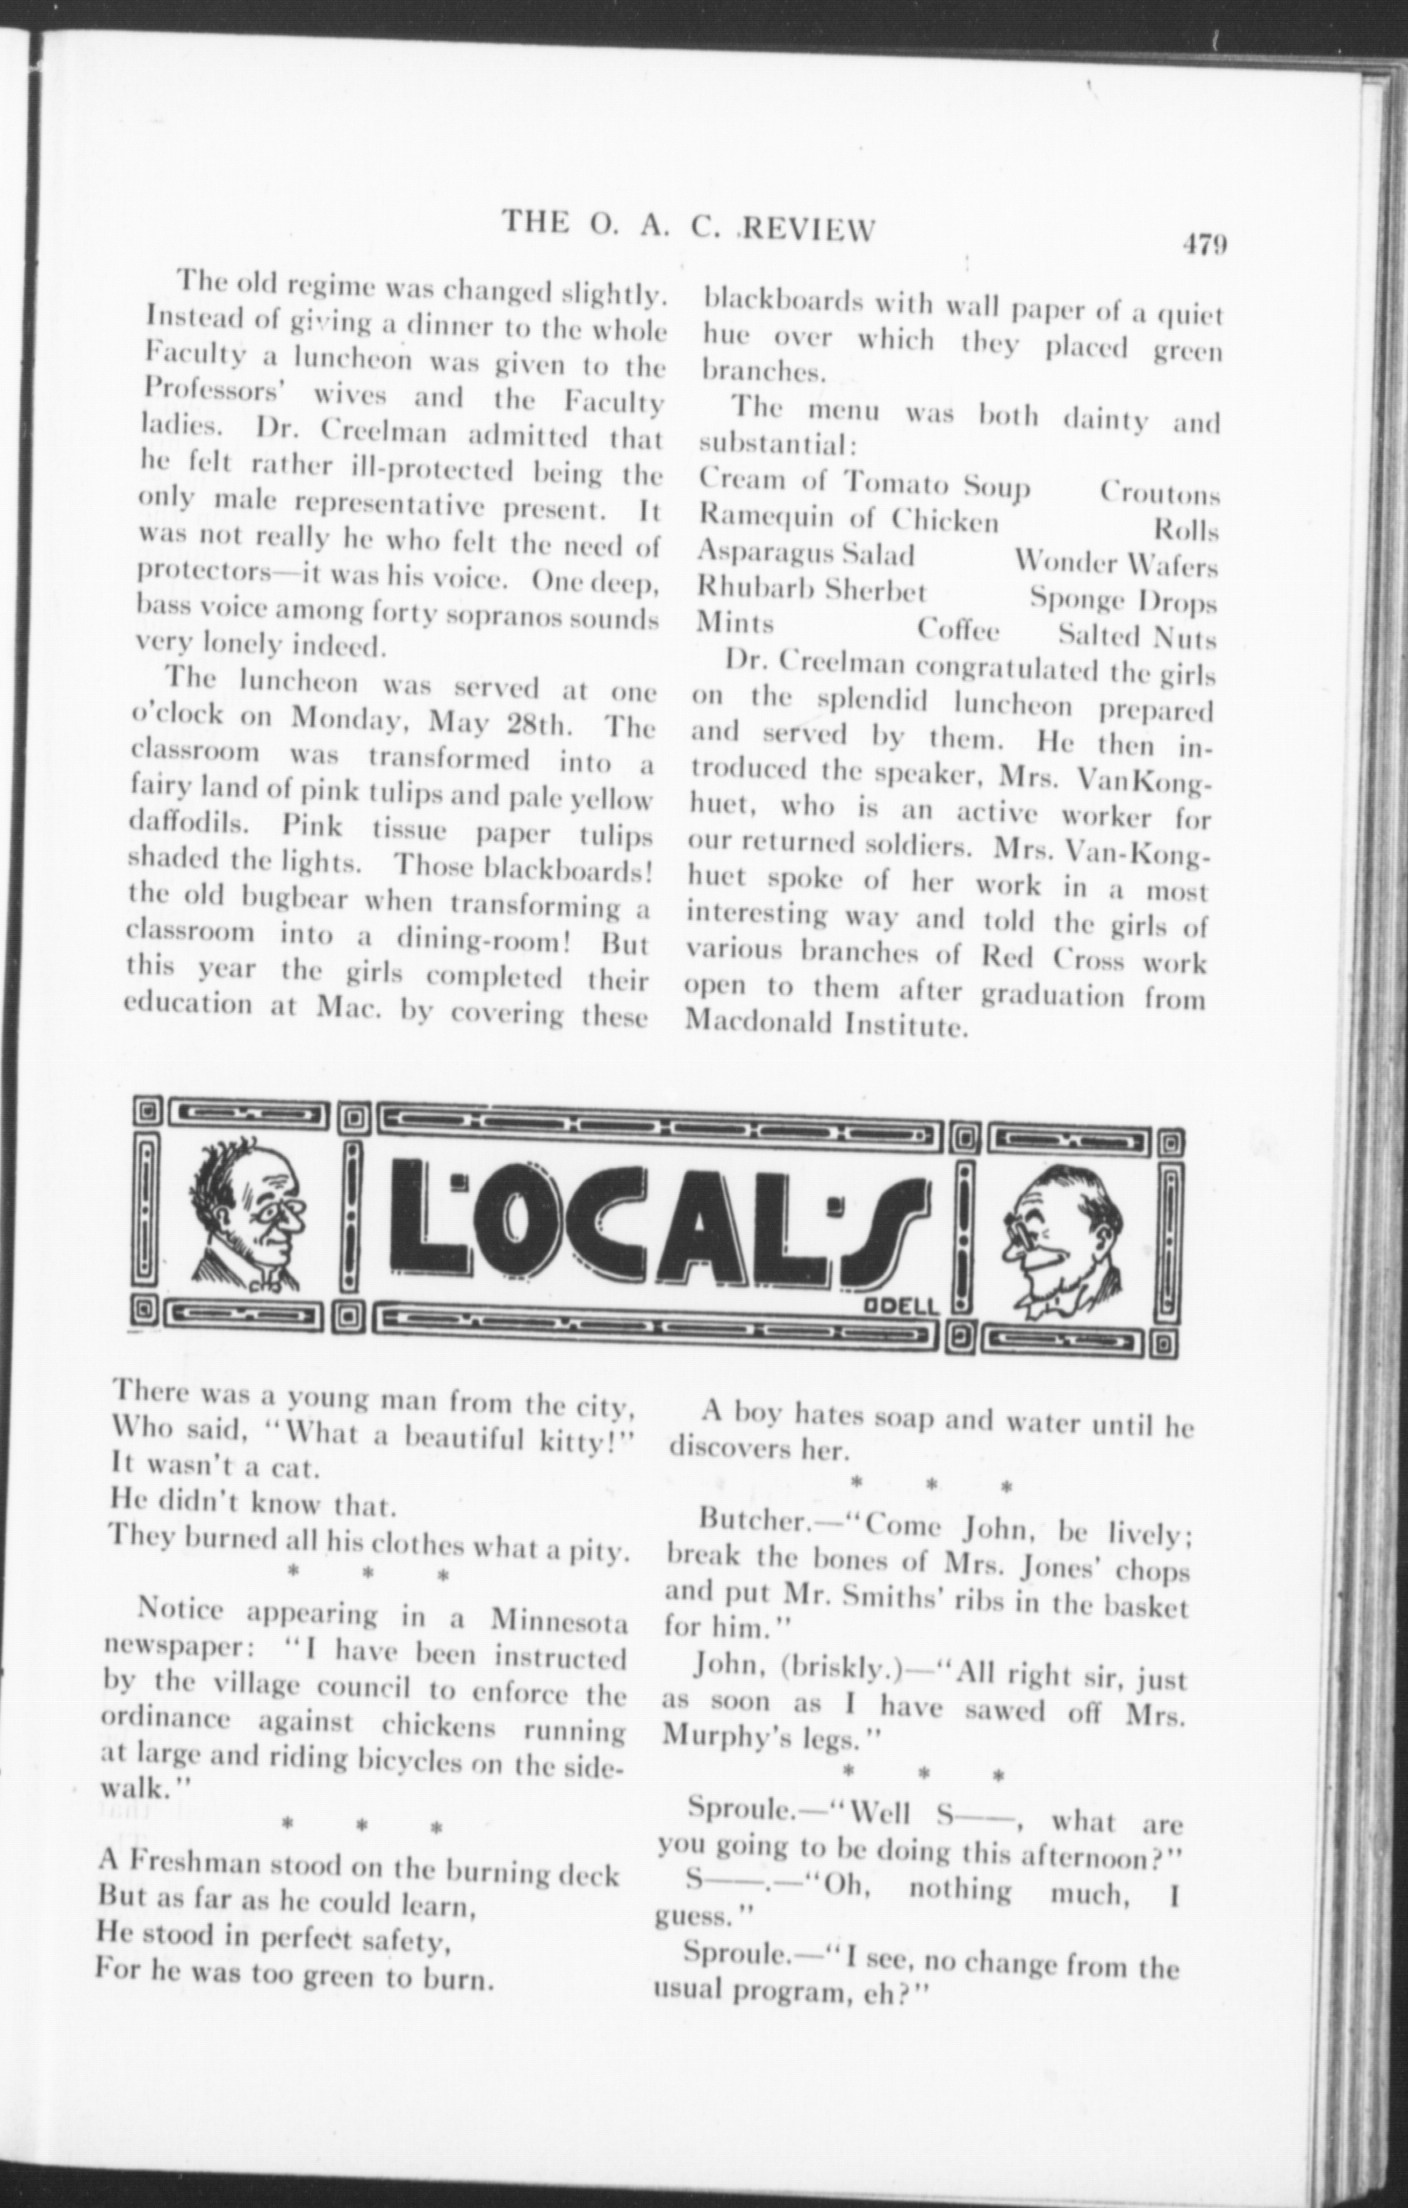 THE O. A. C. REVIEW
479
The old regime was changed slightly.
Instead of giving a dinner to the whole
Faculty a luncheon was given to the
Professors' wives and the Faculty
ladies. Dr. Creelman admitted that
he felt rather ill-protected being the
only male representative present. It
was not really he who felt the need of
protectors—it was his voice. One deep,
bass voice among forty sopranos sounds
very lonely indeed.
The luncheon was served at one
o'clock on Monday, May 28th. The
classroom was transformed into a
fairy land of pink tulips and pale yellow
daffodils. Pink tissue paper tulips
shaded the lights. Those blackboards!
the old bugbear when transforming a
classroom into a dining-room! But
this year the girls completed their
education at Mac. by covering these
blackboards with wall paper of a quiet
hue over which they placed green
branches.
The menu was both dainty and
substantial:
Cream of Tomato Soup Croutons
Ramequin of Chicken Rolls
Asparagus Salad Wonder Wafers
Rhubarb Sherbet Sponge Drops
Mints Coffee Salted Nuts
Dr. Creelman congratulated the girls
on the splendid luncheon prepared
and served by them. He then in-
troduced the speaker, Mrs. VanKong-
huet, who is an active worker for
our returned soldiers. Mrs. Van-Kong-
huet spoke of her work in a most
interesting way and told the girls of
various branches of Red Cross work
open to them after graduation from
Macdonald Institute.
L·OCAL·S
ODELL
There was a young man from the city,
Who said, "What a beautiful kitty!"
It wasn't a cat.
He didn't know that.
They burned all his clothes what a pity.
* * *
Notice appearing in a Minnesota
newspaper: "I have been instructed
by the village council to enforce the
ordinance against chickens running
at large and riding bicycles on the side-
walk."
* * *
A Freshman stood on the burning deck
But as far as he could learn,
He stood in perfect safety,
For he was too green to burn.
A boy hates soap and water until he
discovers her.
* * *
Butcher.—"Come John, be lively;
break the bones of Mrs. Jones' chops
and put Mr. Smiths' ribs in the basket
for him."
John, (briskly.)—"All right sir, just
as soon as I have sawed off Mrs.
Murphy's legs."
* * *
Sproule.—"Well S——, what are
you going to be doing this afternoon?"
S——.—"Oh, nothing much, I
guess."
Sproule.—"I see, no change from the
usual program, eh?"